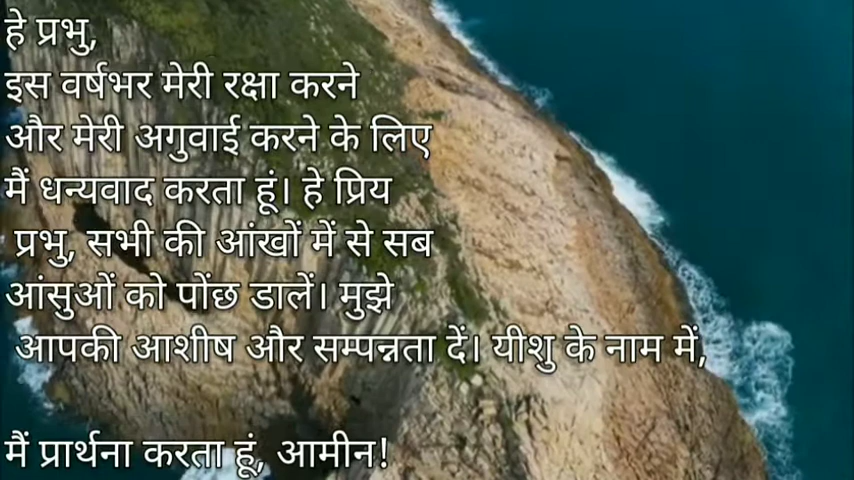 हे प्रभु,
इस वर्षभर मेरी रक्षा करने
और मेरी अगुवाई करने के लिए
मैं धन्यवाद करता हूं। हे प्रिय
प्रभु, सभी की आंखों में से सब
आंसुओं को पोंछ डालें। मुझे
आपकी आशीष और सम्पन्नता दें। यीशु के नाम में,
मैं प्रार्थना करता हूं, आमीन!